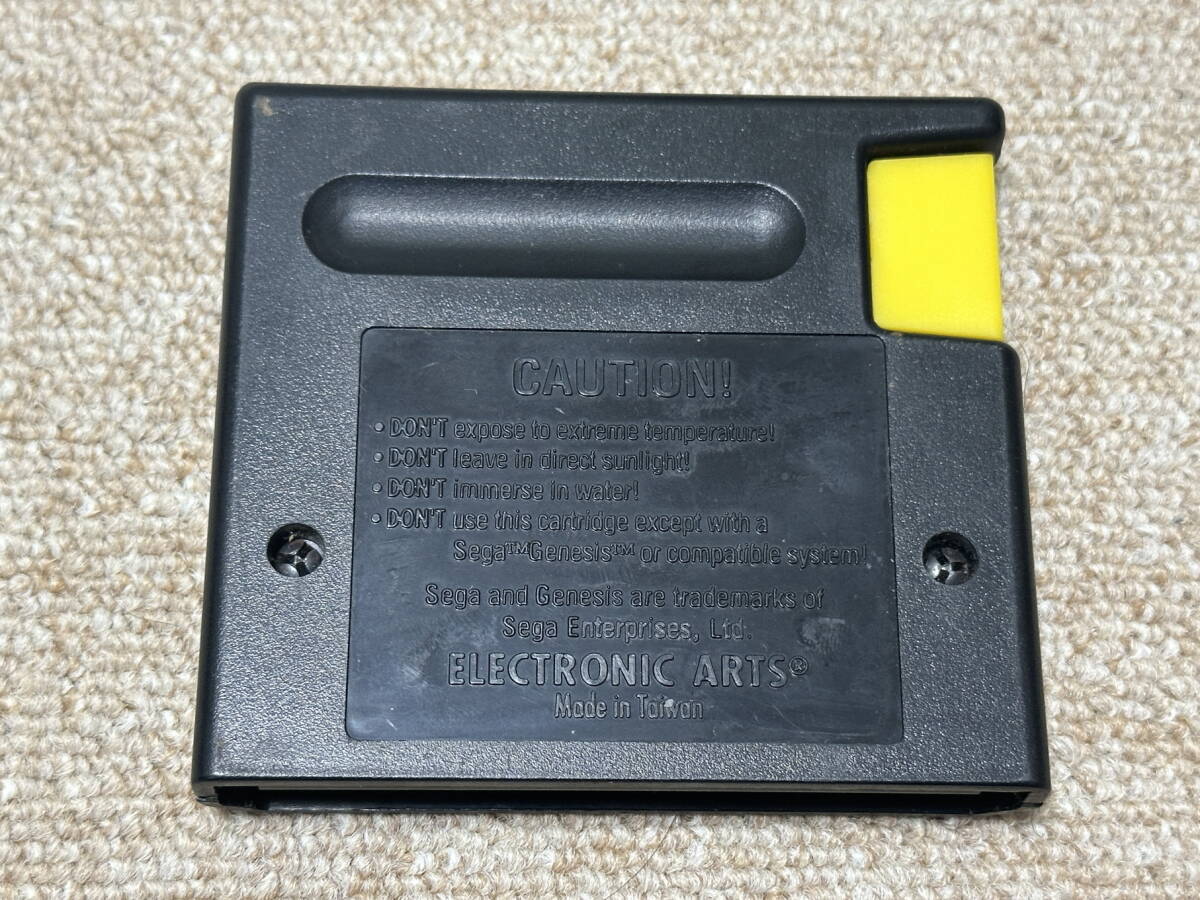 CAUTION!
• DON'T expose to extreme temperature!
• DON'T leave in direct sunlight!
• DON'T immerse in water!
• DON'T use this cartridge except with a
Sega™Genesis™ or compatible system!
Sega and Genesis are trademarks of
Sega Enterprises, Ltd.
ELECTRONIC ARTS®
Made in Taiwan